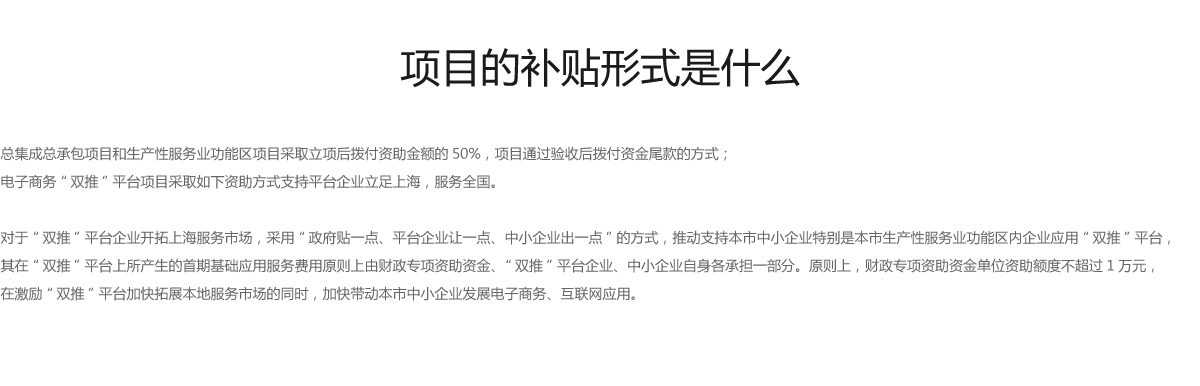 项目的补贴形式是什么
总集成总承包项目和生产性服务业功能区项目采取立项后拨付资助金额的 50%，项目通过验收后拨付资金尾款的方式；
电子商务“双推”平台项目采取如下资助方式支持平台企业立足上海，服务全国。
对于“双推”平台企业开拓上海服务市场，采用“政府贴一点、平台企业让一点、中小企业出一点”的方式，推动支持本市中小企业特别是本市生产性服务业功能区内企业应用“双推”平台，
其在“双推”平台上所产生的首期基础应用服务费用原则上由财政专项资助资金、“双推”平台企业、中小企业自身各承担一部分。原则上，财政专项资助资金单位资助额度不超过 1 万元，
在激励“双推”平台加快拓展本地服务市场的同时，加快带动本市中小企业发展电子商务、互联网应用。